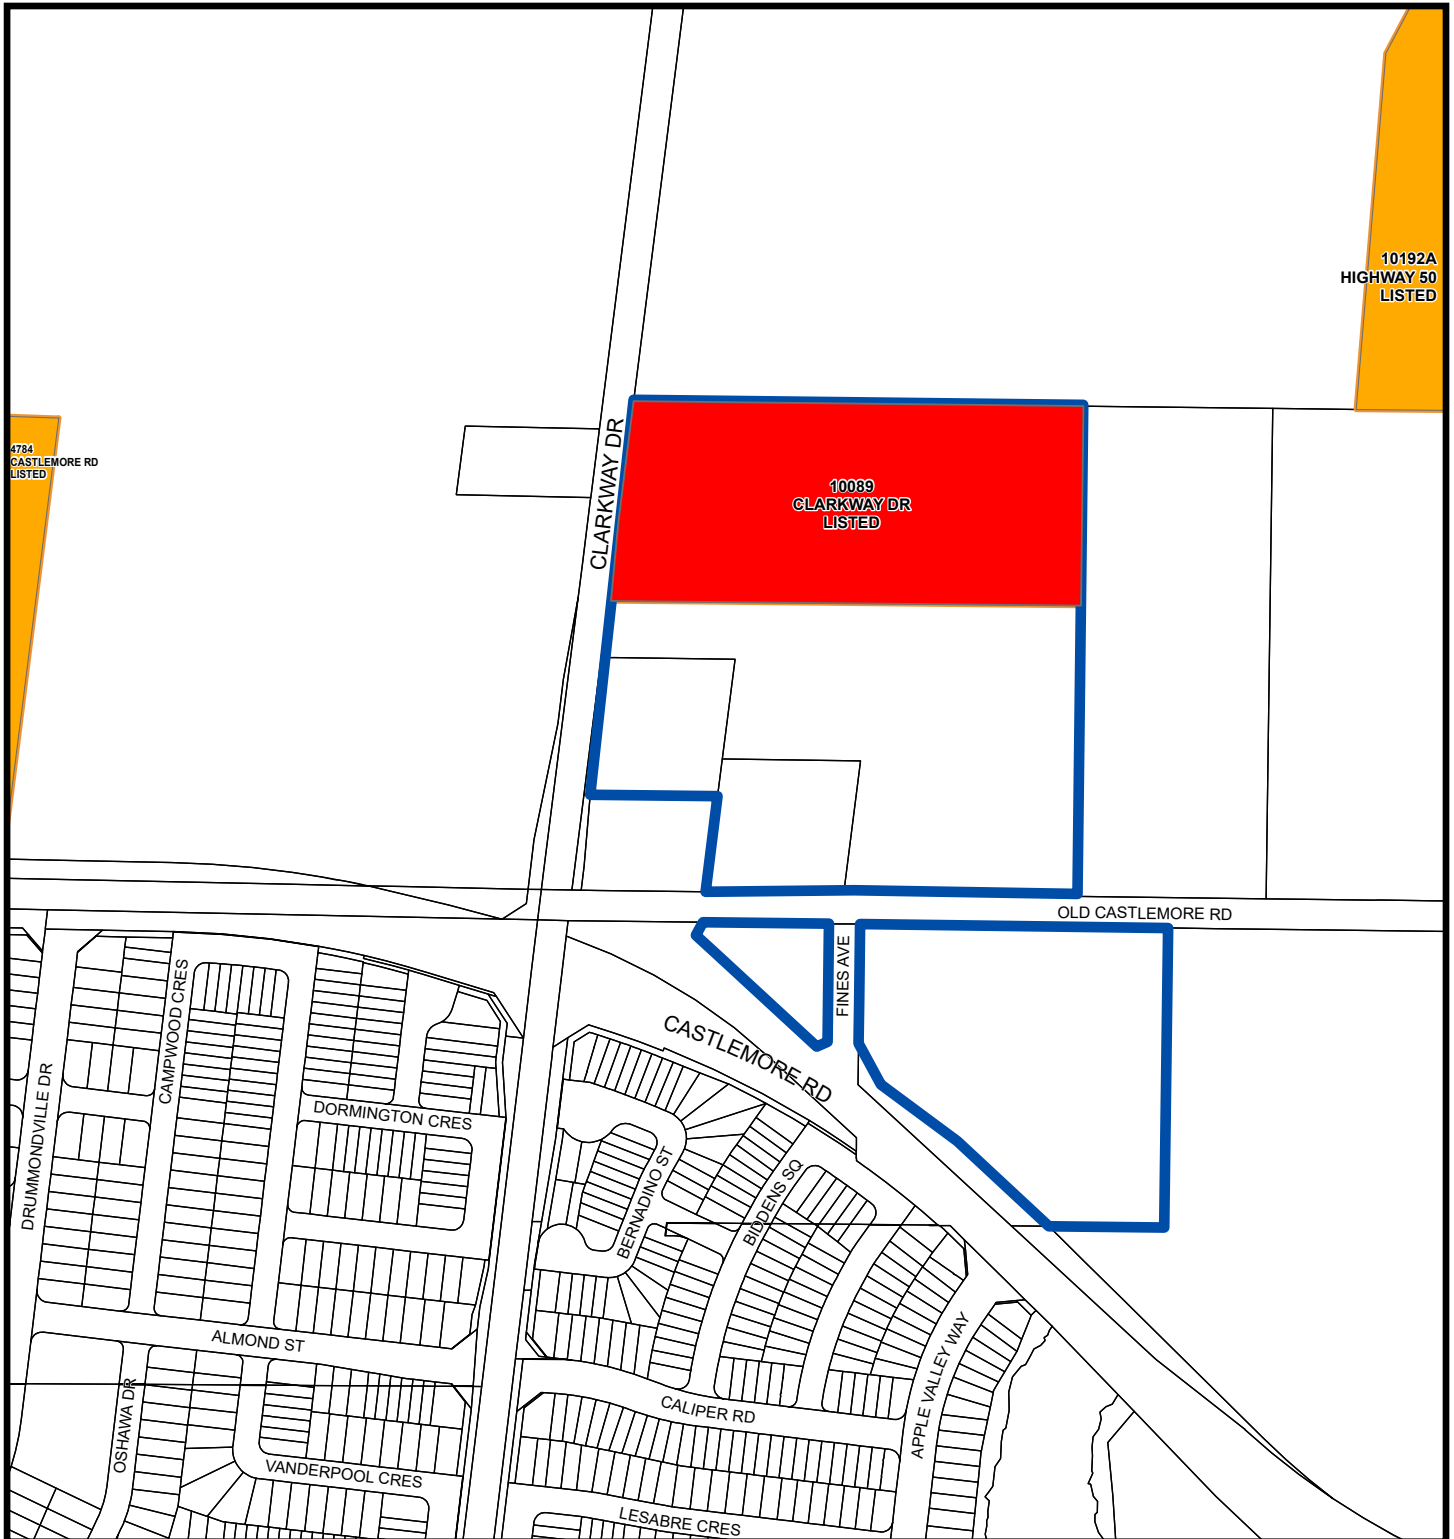 10192A
HIGHWAY 50
LISTED
4784
CASTLEMORE RD
LISTED
CLARKWAY DR
10089
CLARKWAY DR
LISTED
OLD CASTLEMORE RD
FINES AVE
CASTLEMORE RD
CAMPWOOD CRES
DRUMMONDVILLE DR
DORMINGTON CRES
BERNADINO ST
BIDDENS SQ
ALMOND ST
APPLE VALLEY WAY
OSHAWA DR
CALIPER RD
VANDERPOOL CRES
LESABRE CRES